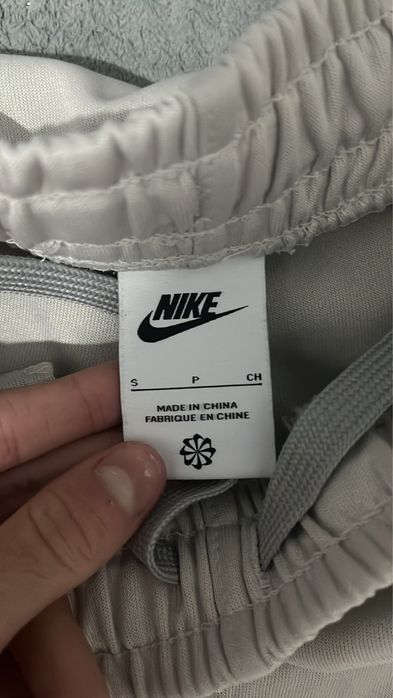 NIKE
S P CH
MADE IN CHINA
FABRIQUE EN CHINE